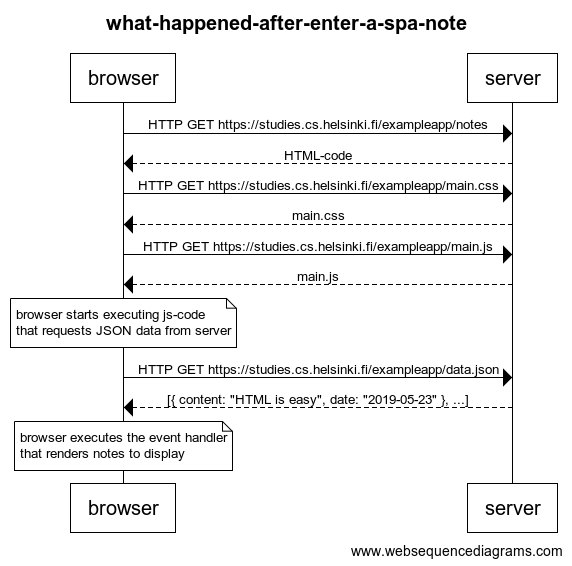 what-happened-after-enter-a-spa-note
browser
server
HTTP GET https://studies.cs.helsinki.fi/exampleapp/notes
HTML-code
HTTP GET https://studies.cs.helsinki.fi/exampleapp/main.css
main.css
HTTP GET https://studies.cs.helsinki.fi/exampleapp/main.js
main.js
browser starts executing js-code
that requests JSON data from server
HTTP GET https://studies.cs.helsinki.fi/exampleapp/data.json
[{ content: "HTML is easy", date: "2019-05-23" }, ...]
browser executes the event handler
that renders notes to display
browser
server
www.websequencediagrams.com